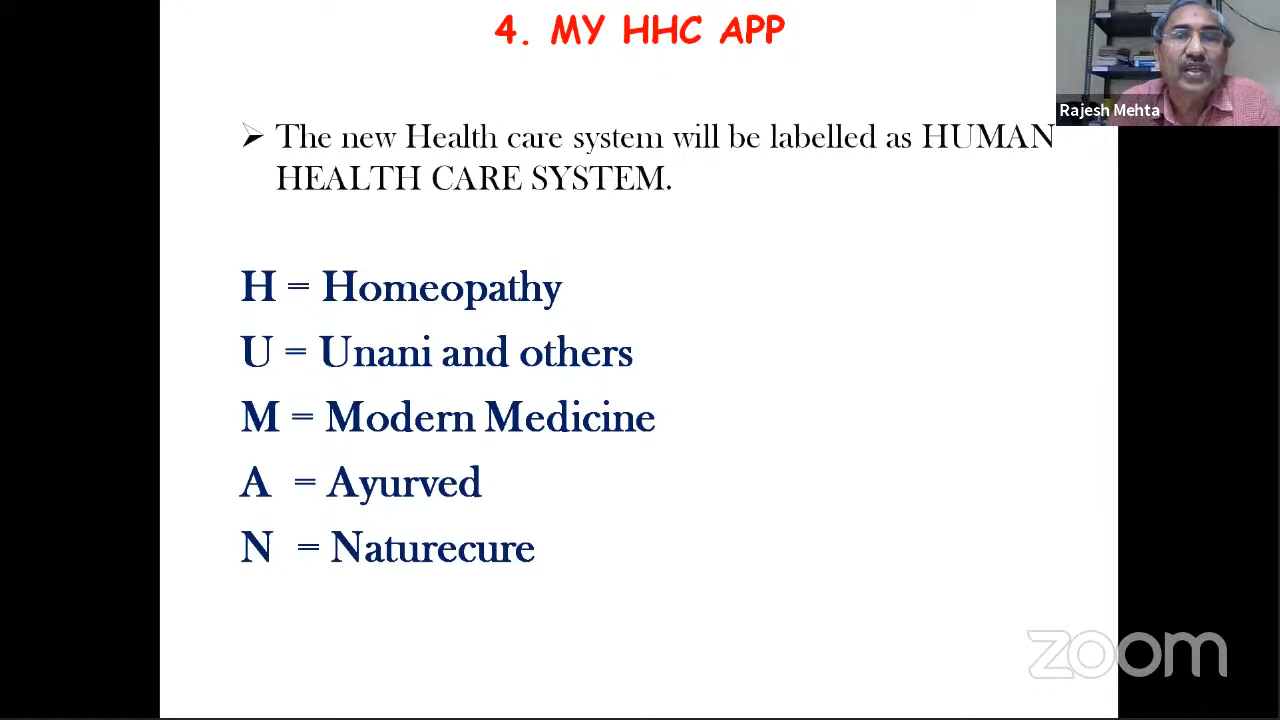 4. MY HHC APP
Rajesh Mehta
➢ The new Health care system will be labelled as HUMAN
HEALTH CARE SYSTEM.
H = Homeopathy
U = Unani and others
M = Modern Medicine
A = Ayurved
N = Naturecure
zoom